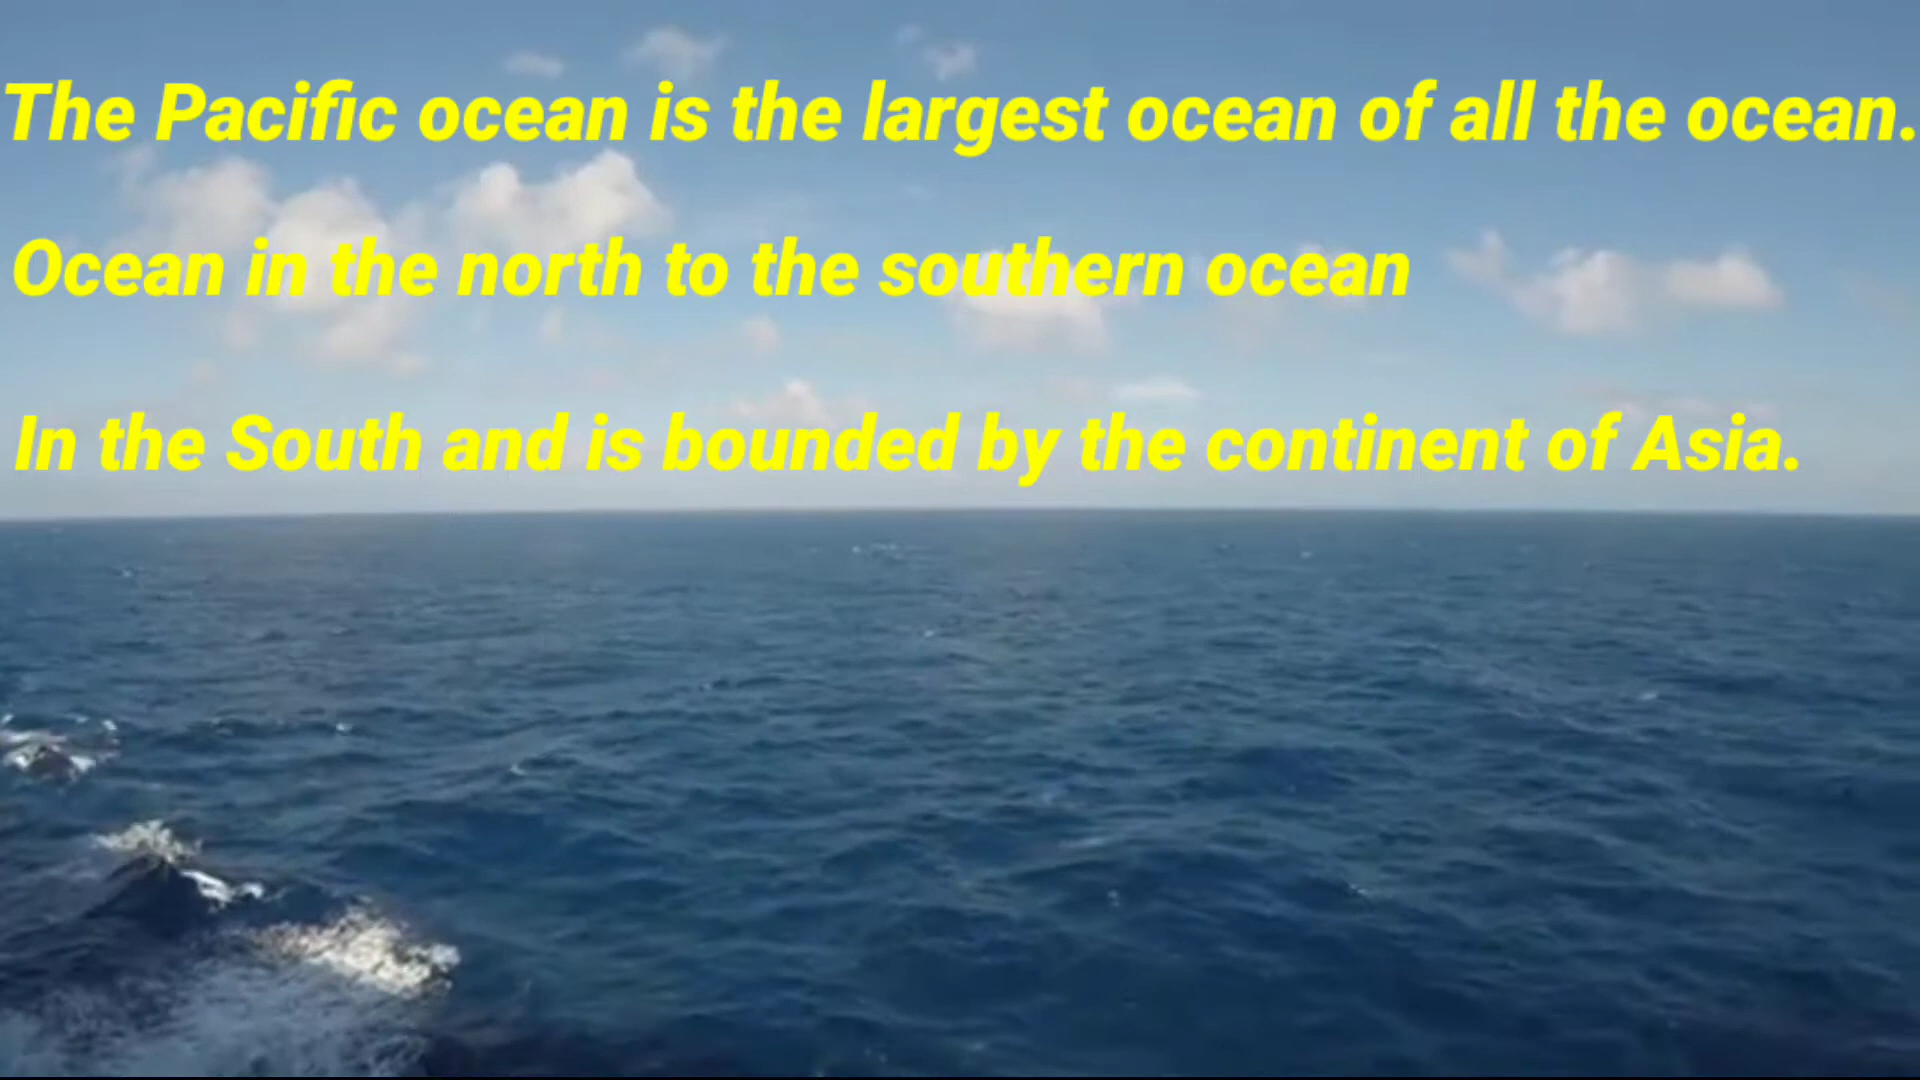 The Pacific ocean is the largest ocean of all the ocean.
Ocean in the north to the southern ocean
In the South and is bounded by the continent of Asia.